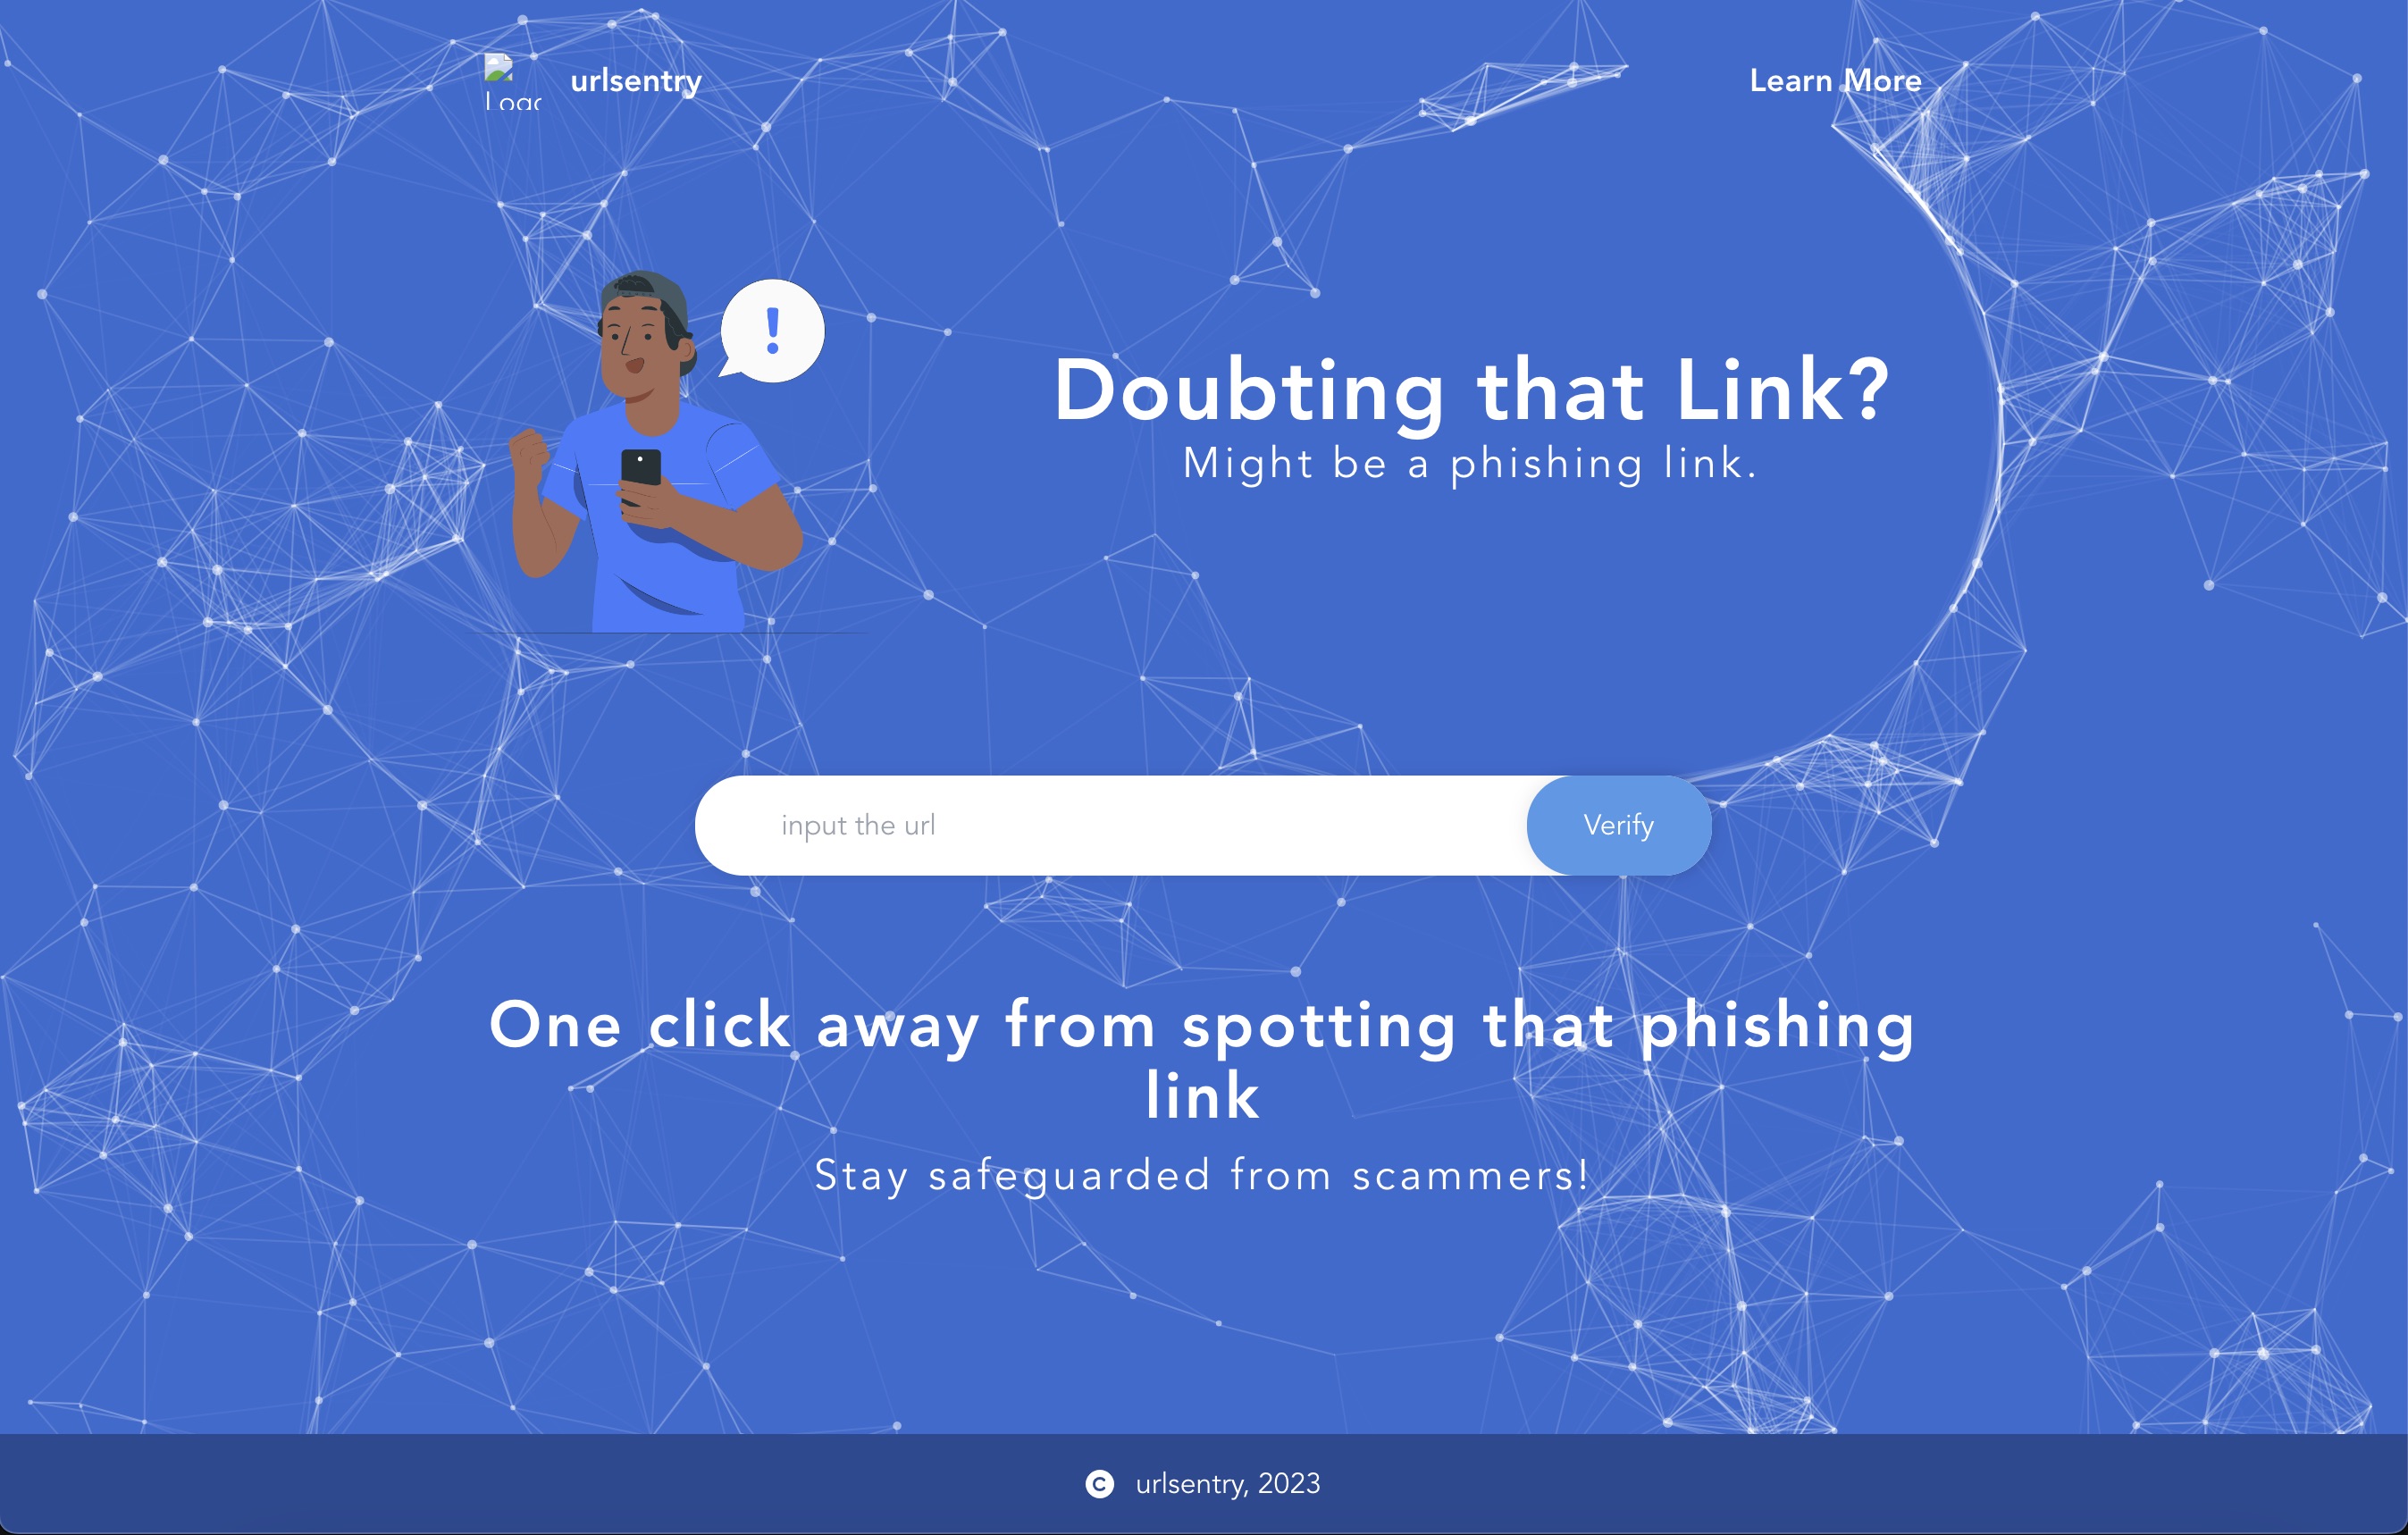 urlsentry
Learn More
!
Doubting that Link?
Might be a phishing link.
input the url
Verify
One click away from spotting that phishing
link
Stay safeguarded from scammers!
© urlsentry, 2023